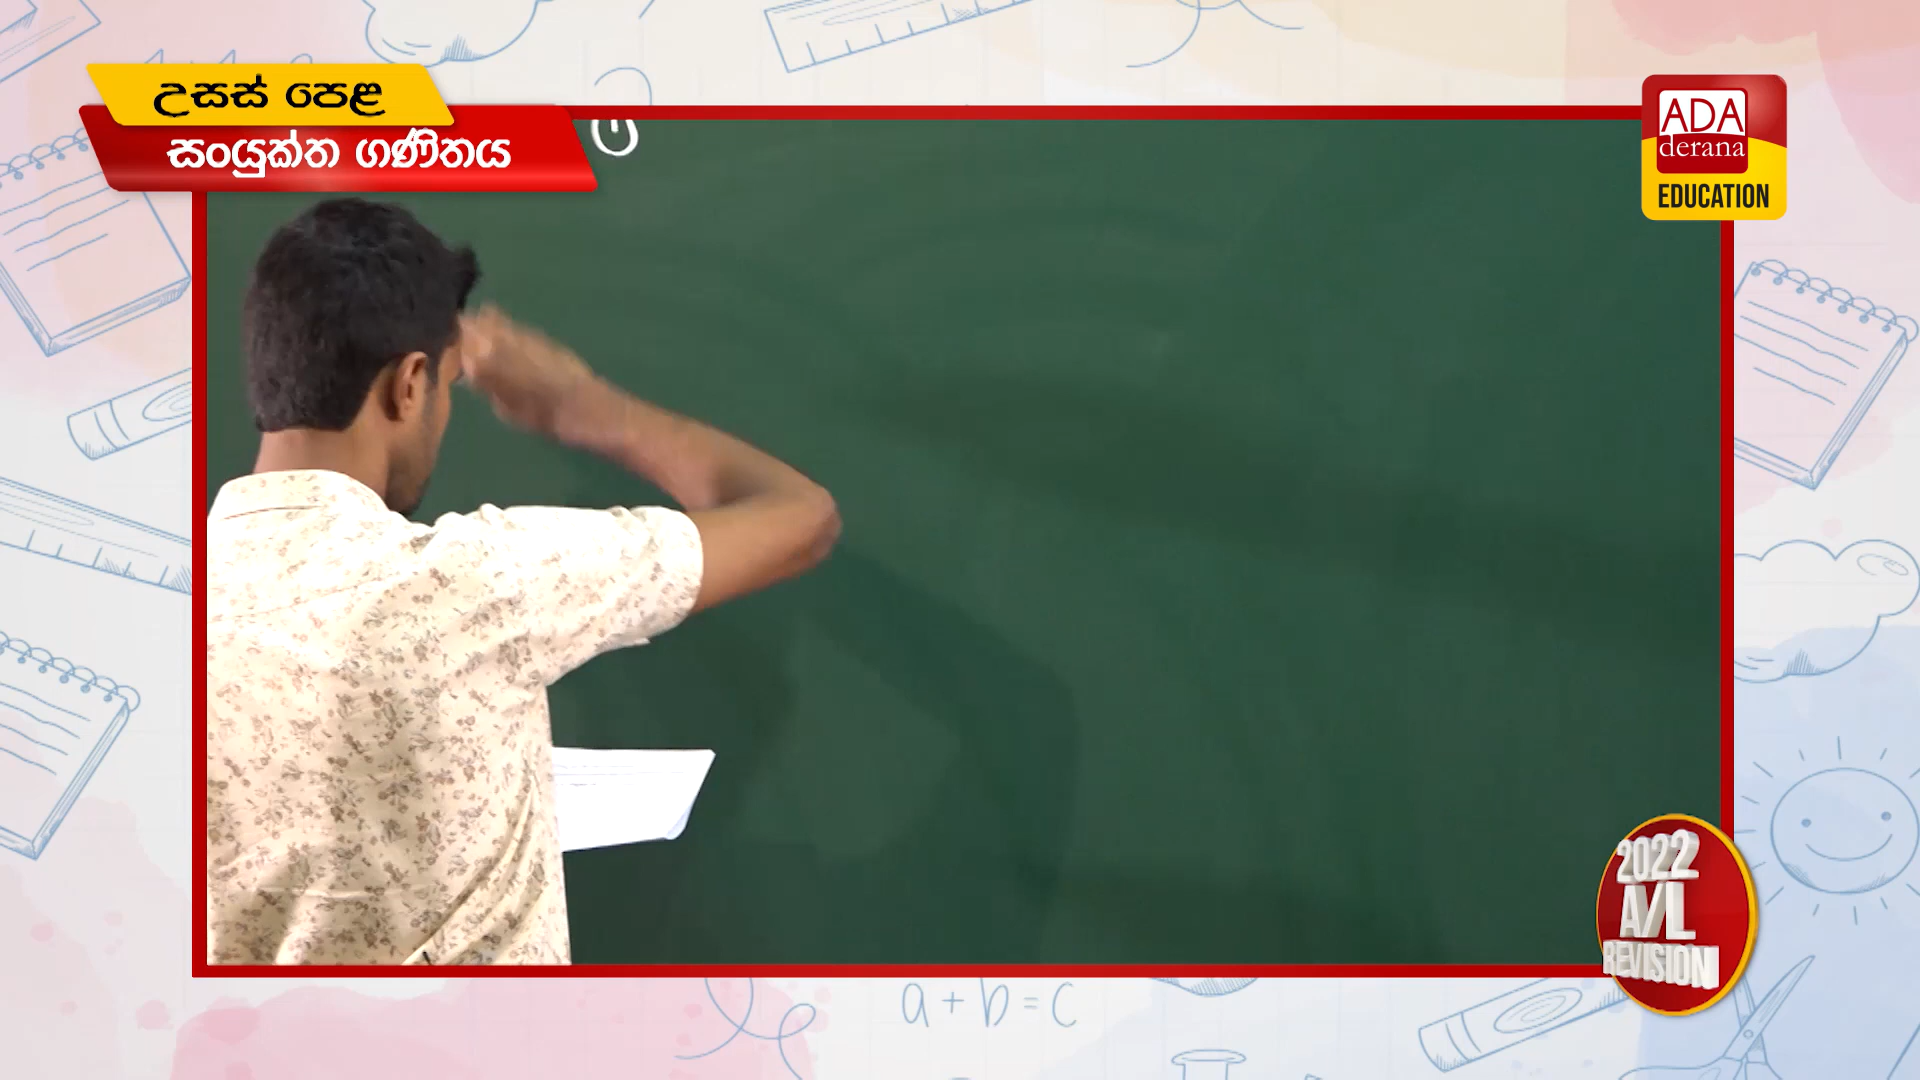 උසස් පෙළ
සංයුක්ත ගණිතය
ADA
derana
EDUCATION
2022
A/L
REVISION
a + b = c